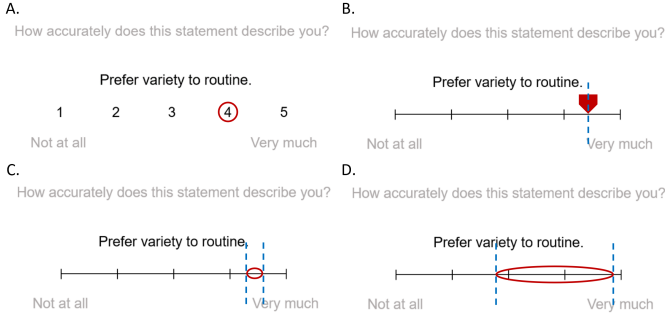 A.
How accurately does this statement describe you?
Prefer variety to routine.
1 2 3 4 5
Not at all Very much
B.
How accurately does this statement describe you?
Prefer variety to routine.
Not at all Very much
C.
How accurately does this statement describe you?
Prefer variety to routine.
Not at all Very much
D.
How accurately does this statement describe you?
Prefer variety to routine.
Not at all Very much